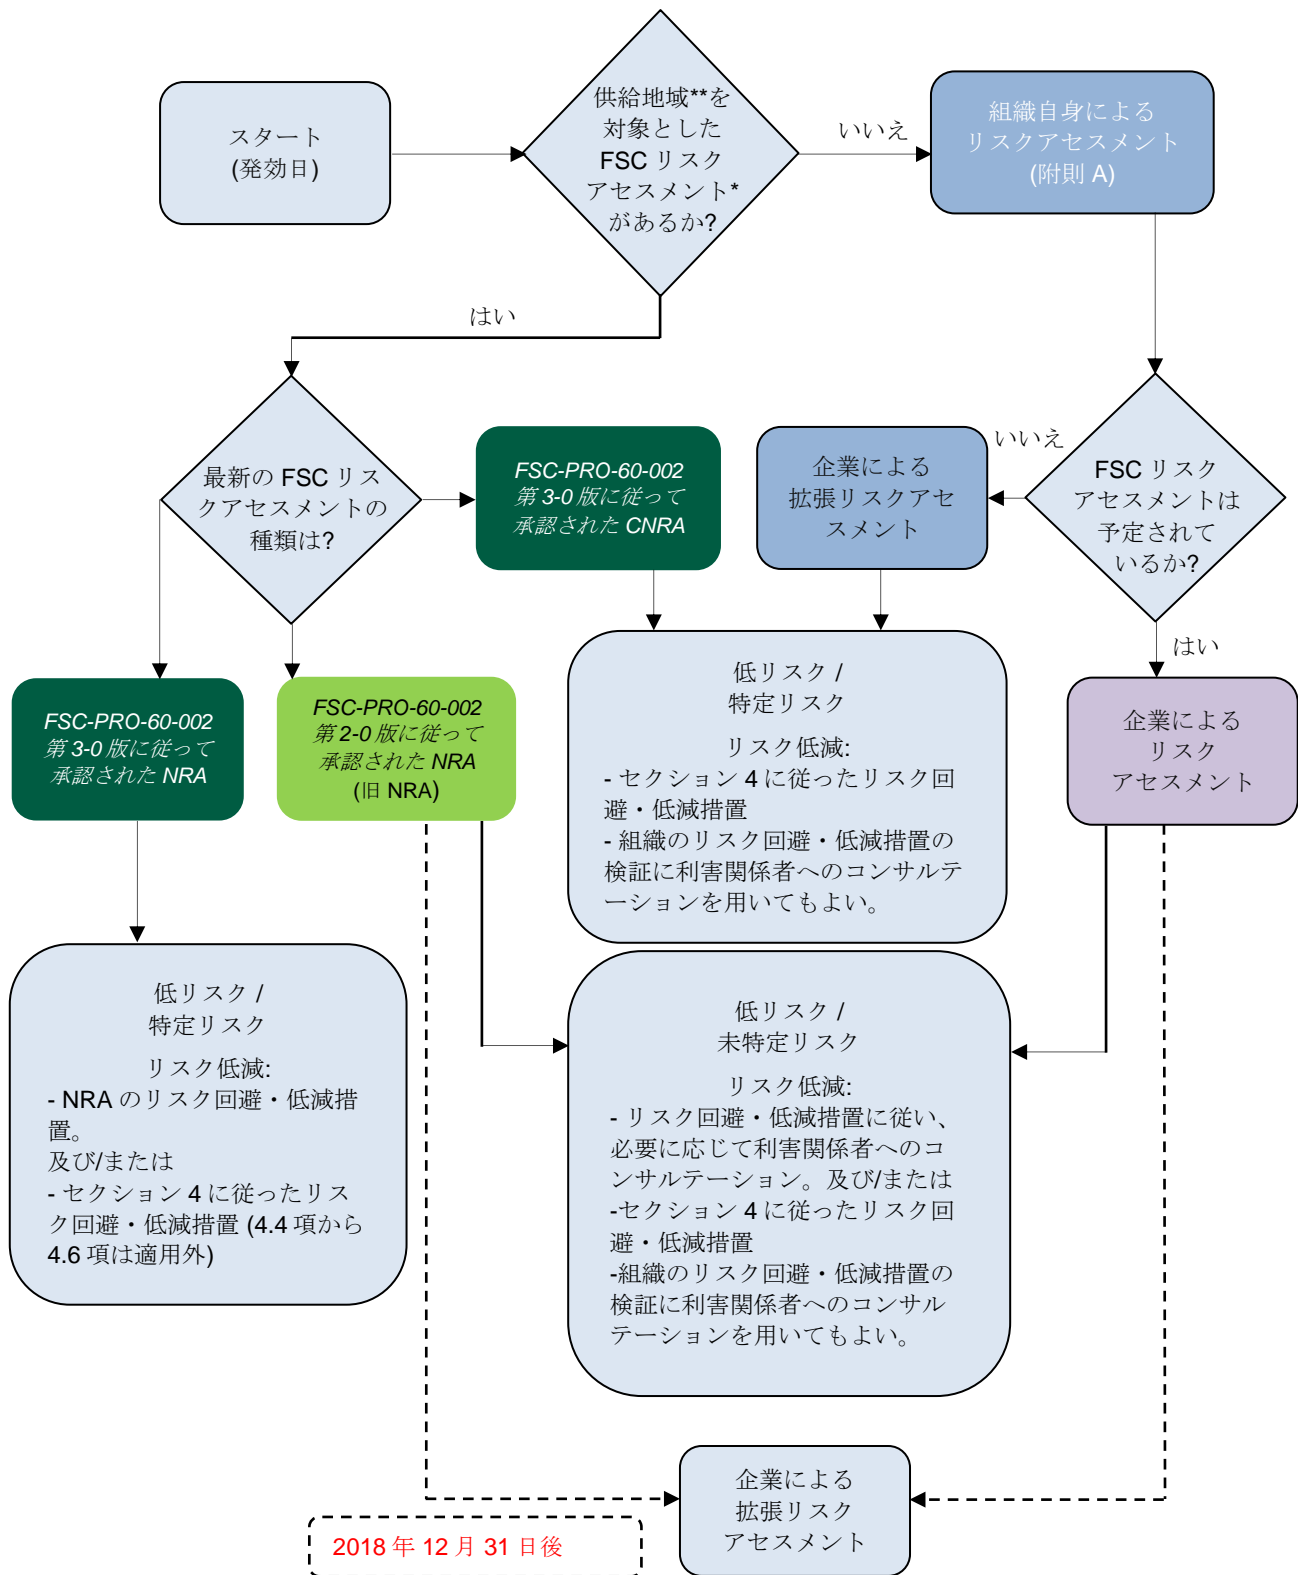 スタート
(発効日)
供給地域**を
対象とした
FSC リスク
アセスメント*
があるか?
いいえ
組織自身による
リスクアセスメント
(附則 A)
はい
最新の FSC リス
クアセスメントの
種類は?
FSC-PRO-60-002
第 3-0 版に従って
承認された CNRA
企業による
拡張リスクアセ
スメント
いいえ
FSC リスク
アセスメントは
予定されて
いるか?
はい
FSC-PRO-60-002
第 3-0 版に従って
承認された NRA
FSC-PRO-60-002
第 2-0 版に従って
承認された NRA
(旧 NRA)
低リスク /
特定リスク
リスク低減:
- セクション 4 に従ったリスク回
避・低減措置
- 組織のリスク回避・低減措置の
検証に利害関係者へのコンサルテ
ーションを用いてもよい。
企業による
リスク
アセスメント
低リスク /
特定リスク
リスク低減:
- NRA のリスク回避・低減措
置。
及び/または
- セクション 4 に従ったリス
ク回避・低減措置 (4.4 項から
4.6 項は適用外)
低リスク /
未特定リスク
リスク低減:
- リスク回避・低減措置に従い、
必要に応じて利害関係者へのコ
ンサルテーション。及び/または
-セクション 4 に従ったリスク回
避・低減措置
-組織のリスク回避・低減措置の
検証に利害関係者へのコンサル
テーションを用いてもよい。
企業による
拡張リスク
アセスメント
2018 年 12 月 31 日後